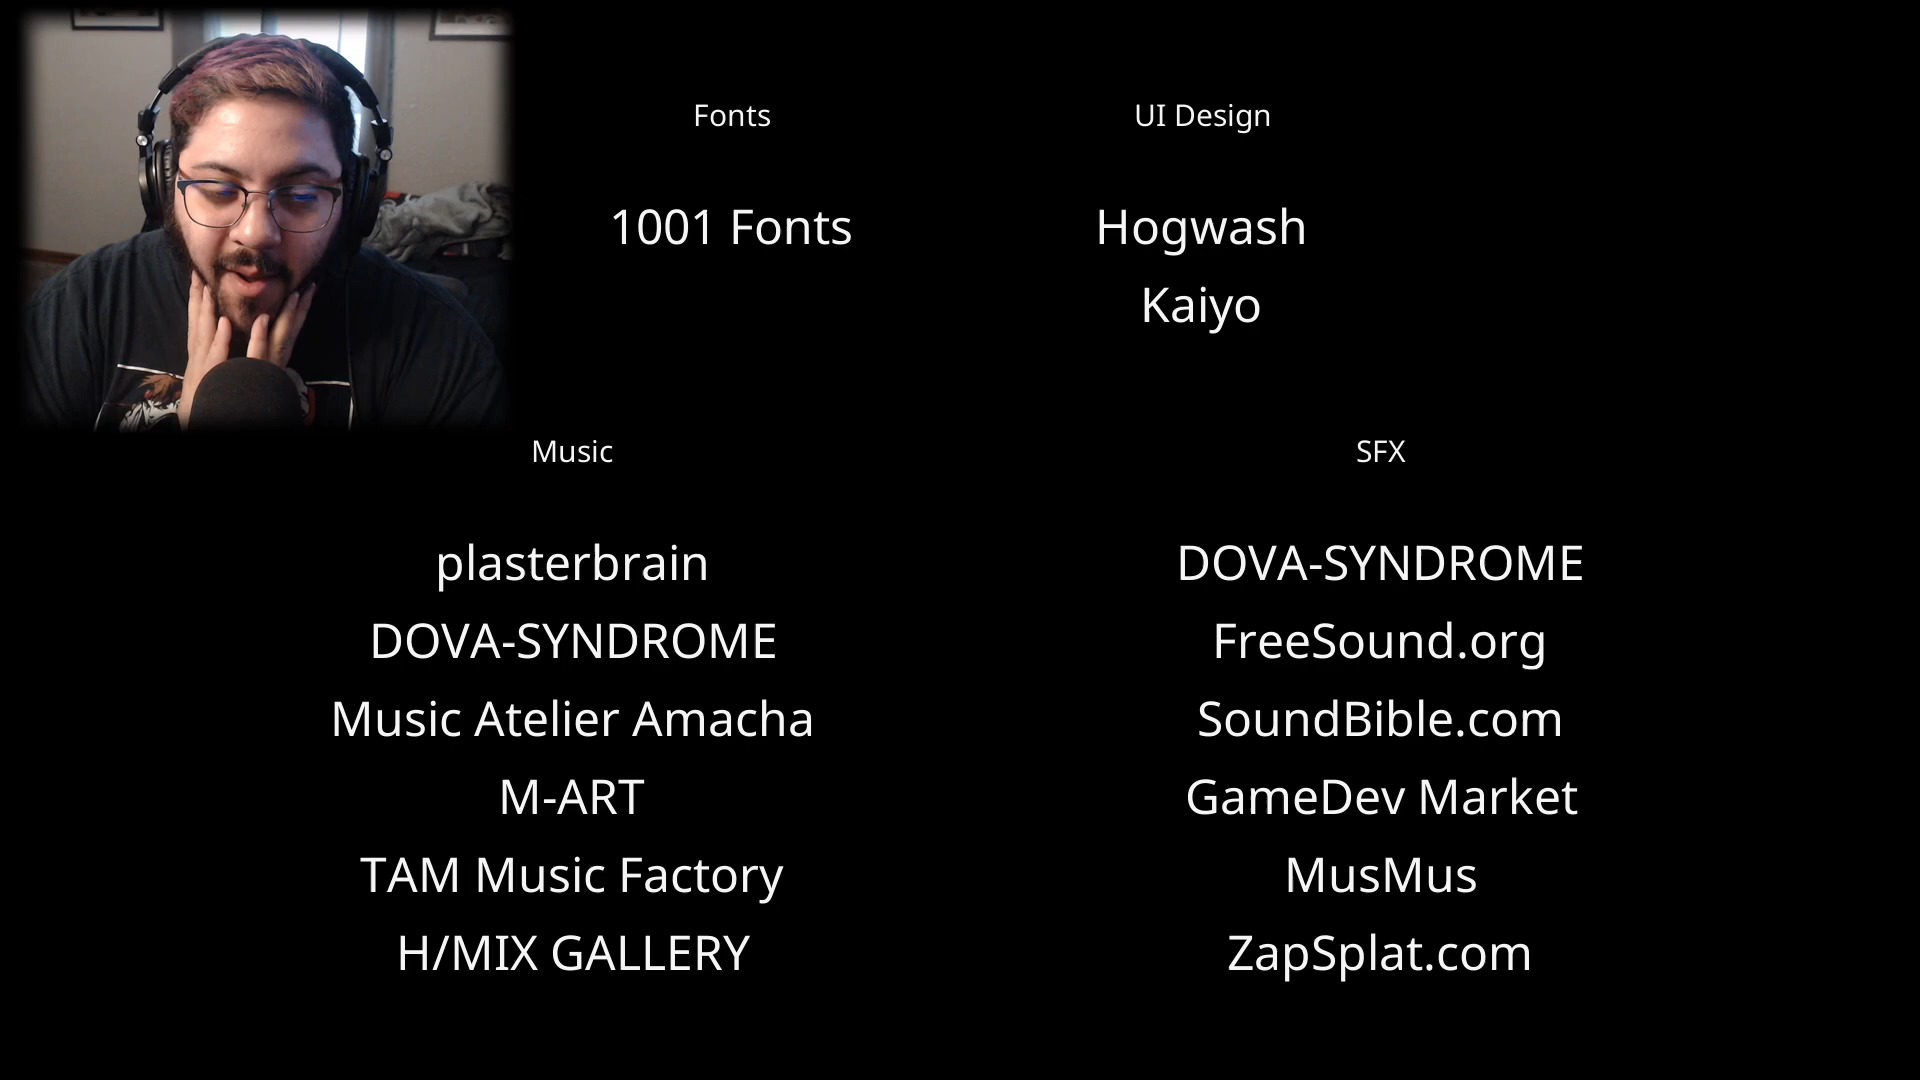 Fonts
1001 Fonts
UI Design
Hogwash
Kaiyo
Music
plasterbrain
DOVA-SYNDROME
Music Atelier Amacha
M-ART
TAM Music Factory
H/MIX GALLERY
SFX
DOVA-SYNDROME
FreeSound.org
SoundBible.com
GameDev Market
MusMus
ZapSplat.com